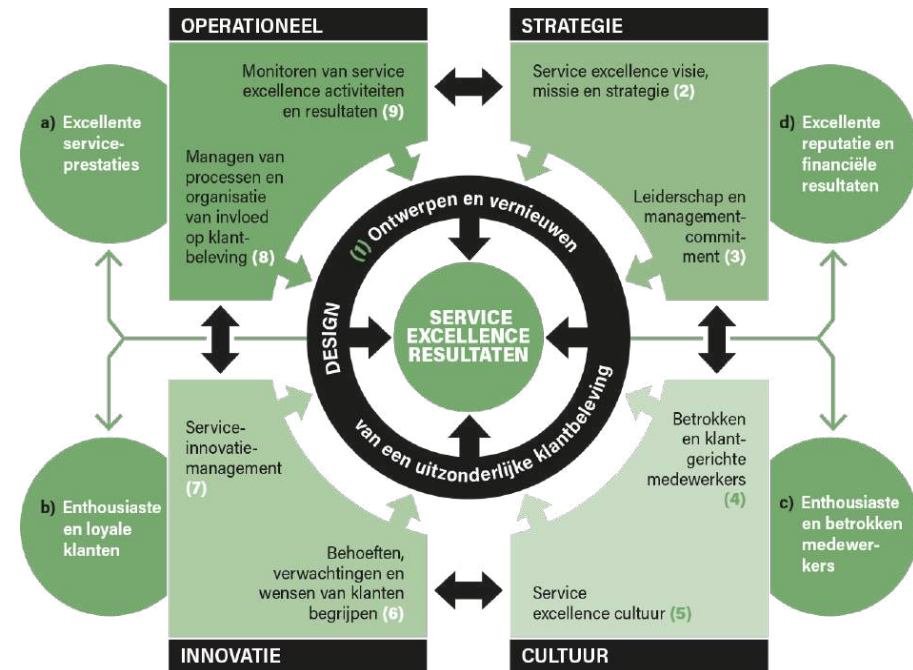 OPERATIONEEL
STRATEGIE
Monitoren van service
excellence activiteiten
en resultaten (9)
Managen van
processen en
organisatie
van invloed
op klant-
beleving (8)
Service excellence visie,
missie en strategie (2)
Leiderschap en
management-
commit-
ment (3)
a) Excellente
service-
prestaties
d) Excellente
reputatie en
financiële
resultaten
DESIGN
(1) Ontwerpen en vernieuwen
van een uitzonderlijke klantbeleving
SERVICE
EXCELLENCE
RESULTATEN
Service-
innovatie-
management
(7)
Behoeften,
verwachtingen en
wensen van klanten
begrijpen (6)
Betrokken
en klant-
gerichte
medewerkers
(4)
Service
excellence cultuur (5)
b) Enthousiaste
en loyale
klanten
c) Enthousiaste
en betrokken
medewer-
kers
INNOVATIE
CULTUUR